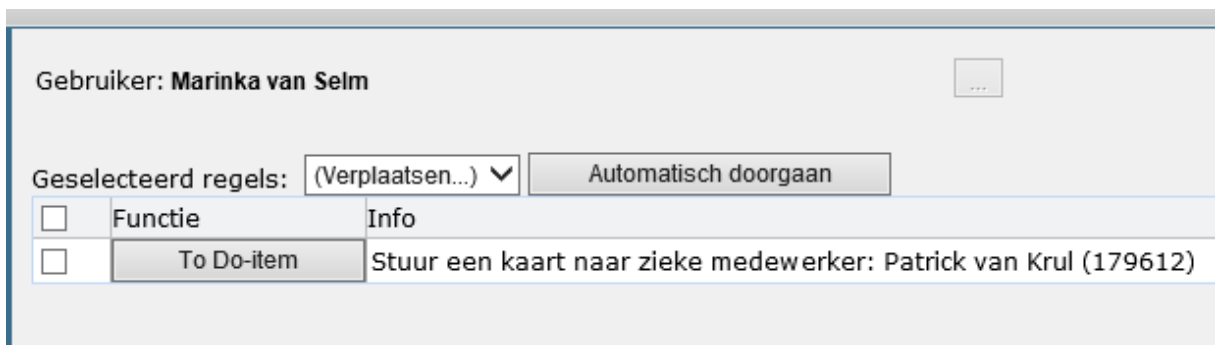 Gebruiker: Marinka van Selm ...
Geselecteerd regels: (Verplaatsen...) Automatisch doorgaan
Functie Info
To Do-item Stuur een kaart naar zieke medewerker: Patrick van Krul (179612)